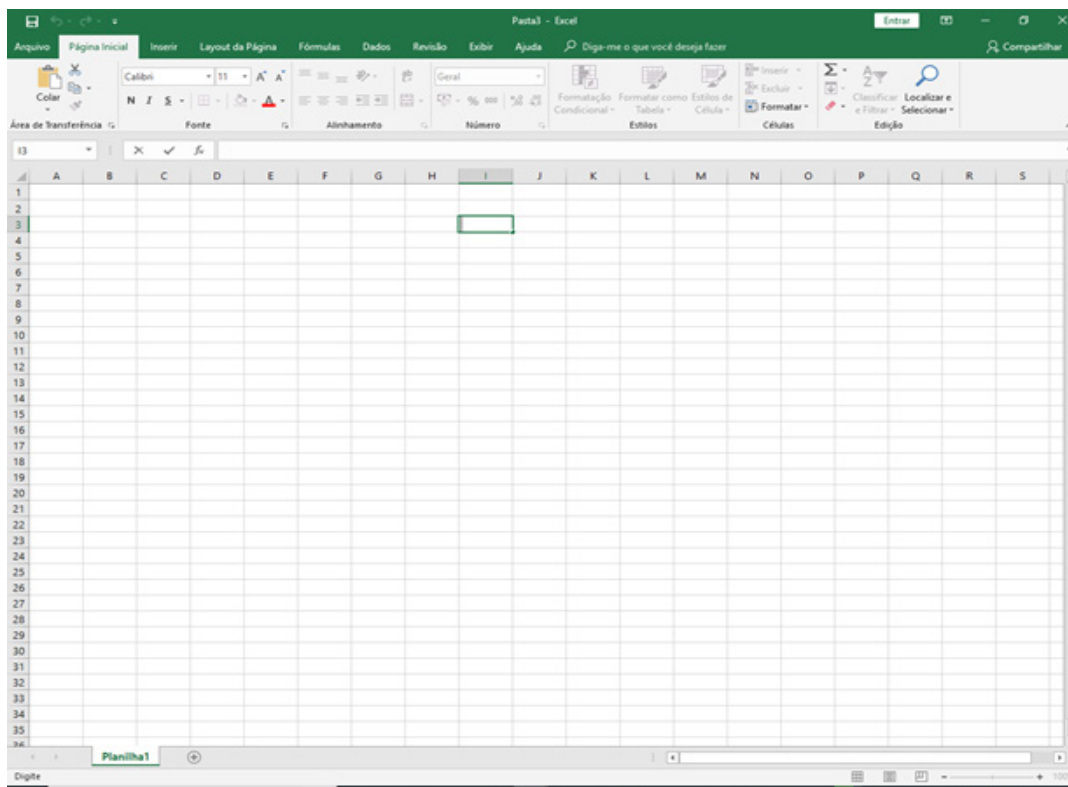 Pasta3 - Excel
Entrar
Arquivo Página Inicial Inserir Layout da Página Fórmulas Dados Revisão Exibir Ajuda Diga-me o que você deseja fazer Compartilhar
Colar
Calibri 11 A A
Geral
N I S A
% 000
Formatação Condicional
Formatar como Tabela
Estilos de Célula
Inserir
Excluir
Formatar
Classificar e Filtrar
Localizar e Selecionar
Área de Transferência Fonte Alinhamento Número Estilos Células Edição
I3 fx
A B C D E F G H I J K L M N O P Q R S
1
2
3
4
5
6
7
8
9
10
11
12
13
14
15
16
17
18
19
20
21
22
23
24
25
26
27
28
29
30
31
32
33
34
35
36
Planilha1
Digite 100